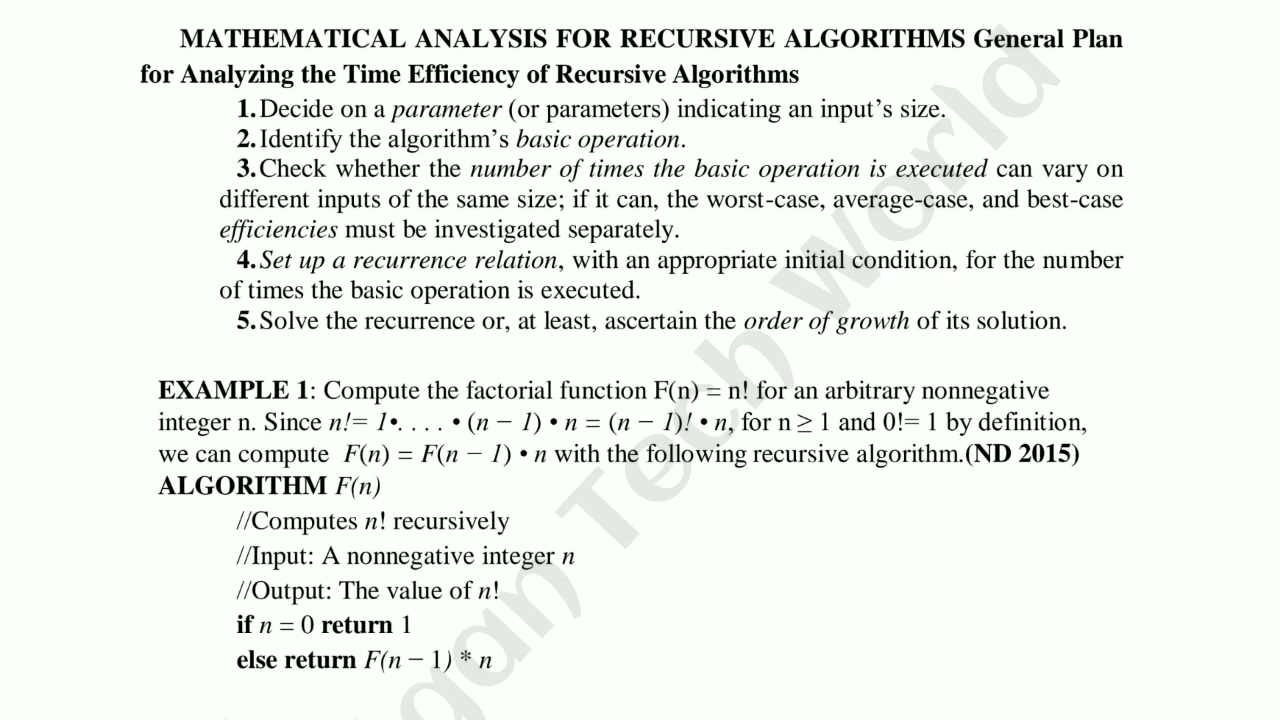 MATHEMATICAL ANALYSIS FOR RECURSIVE ALGORITHMS General Plan
for Analyzing the Time Efficiency of Recursive Algorithms
1. Decide on a parameter (or parameters) indicating an input’s size.
2. Identify the algorithm’s basic operation.
3. Check whether the number of times the basic operation is executed can vary on
different inputs of the same size; if it can, the worst-case, average-case, and best-case
efficiencies must be investigated separately.
4. Set up a recurrence relation, with an appropriate initial condition, for the number
of times the basic operation is executed.
5. Solve the recurrence or, at least, ascertain the order of growth of its solution.
EXAMPLE 1: Compute the factorial function F(n) = n! for an arbitrary nonnegative
integer n. Since n!= 1•. . . . • (n − 1) • n = (n − 1)! • n, for n ≥ 1 and 0!= 1 by definition,
we can compute F(n) = F(n − 1) • n with the following recursive algorithm.(ND 2015)
ALGORITHM F(n)
//Computes n! recursively
//Input: A nonnegative integer n
//Output: The value of n!
if n = 0 return 1
else return F(n − 1) * n
gan Tech World